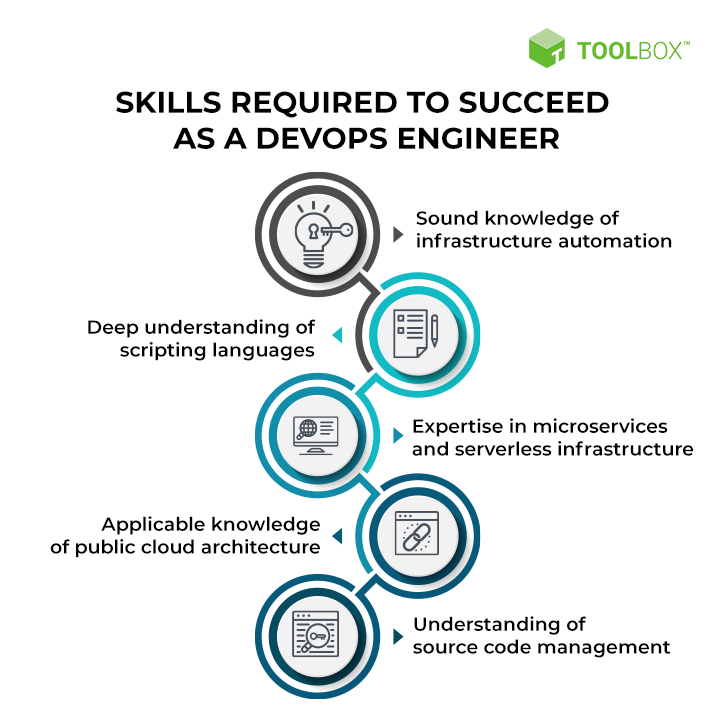 TOOLBOX™
SKILLS REQUIRED TO SUCCEED
AS A DEVOPS ENGINEER
Sound knowledge of
infrastructure automation
Deep understanding of
scripting languages
Expertise in microservices
and serverless infrastructure
Applicable knowledge
of public cloud architecture
Understanding of
source code management